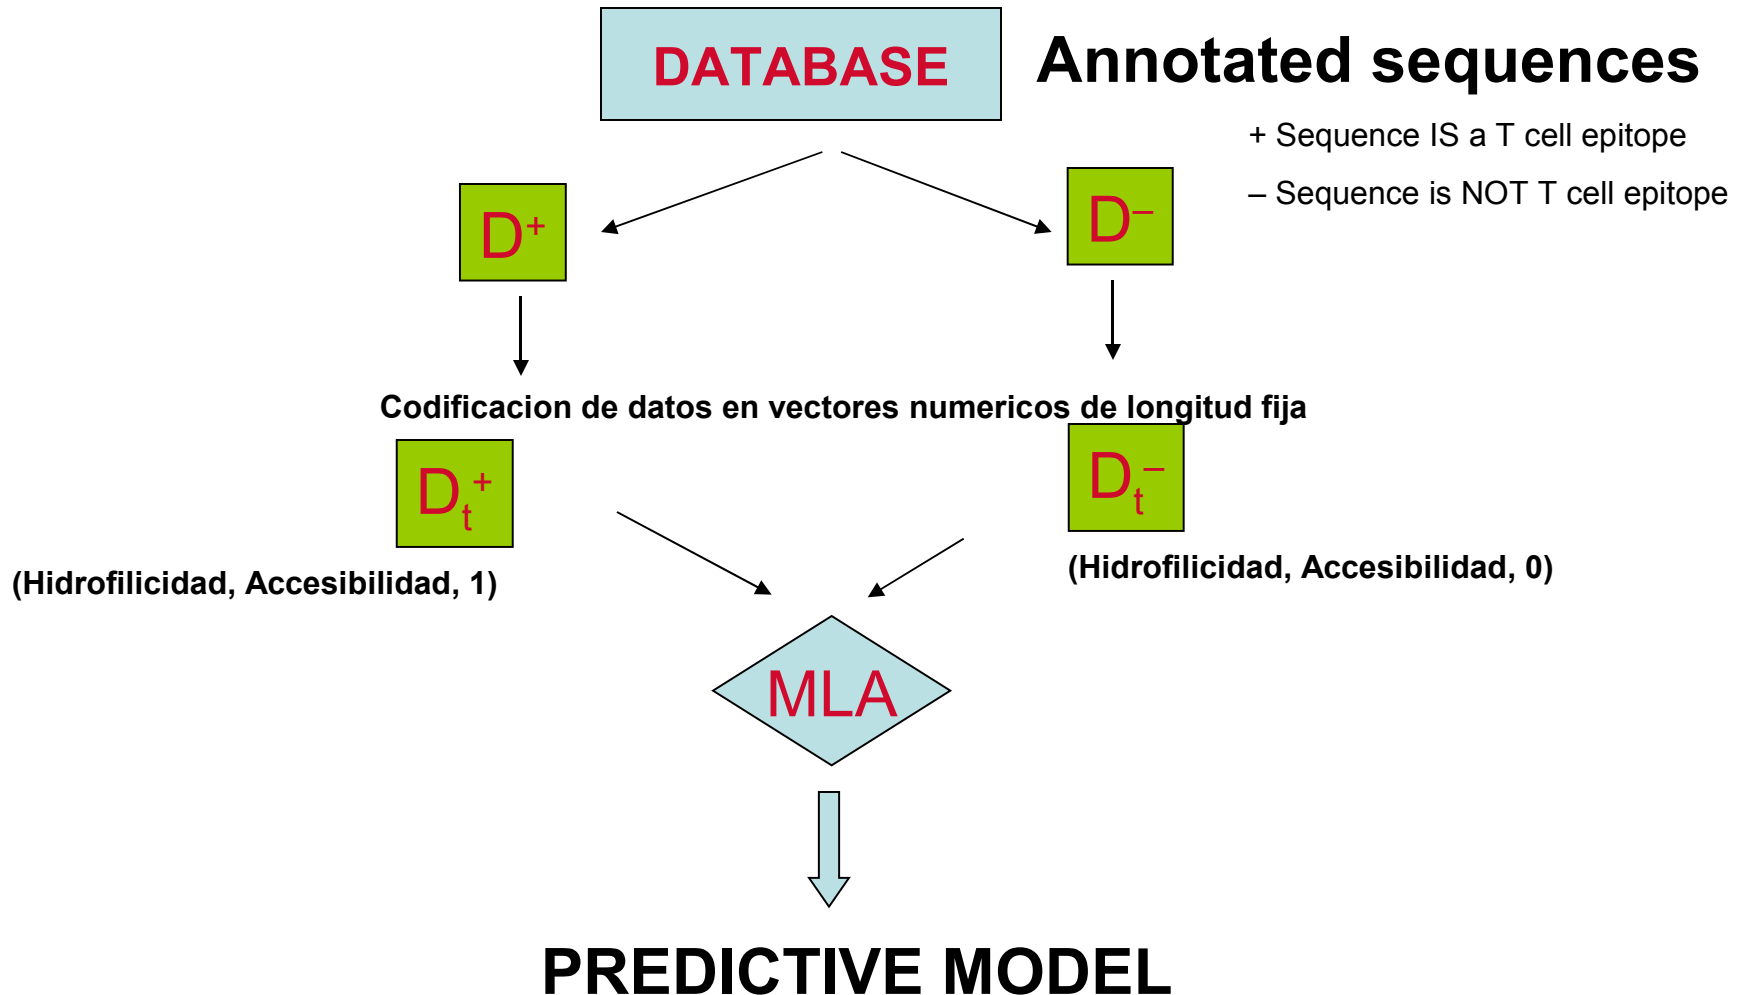 DATABASE
Annotated sequences
+ Sequence IS a T cell epitope
– Sequence is NOT T cell epitope
D+
D–
Codificacion de datos en vectores numericos de longitud fija
Dt+
Dt–
(Hidrofilicidad, Accesibilidad, 1)
(Hidrofilicidad, Accesibilidad, 0)
MLA
PREDICTIVE MODEL